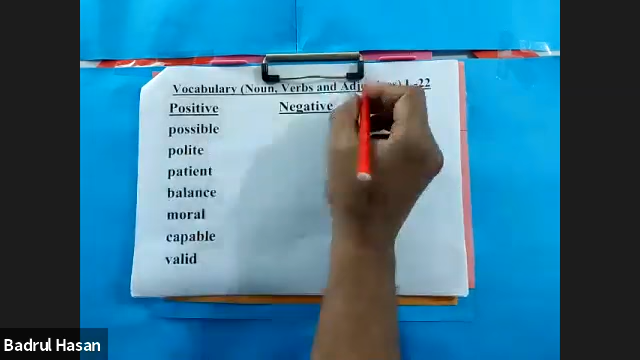 Vocabulary (Noun, Verbs and Adj L-22
Positive Negative
possible
polite
patient
balance
moral
capable
valid
Badrul Hasan